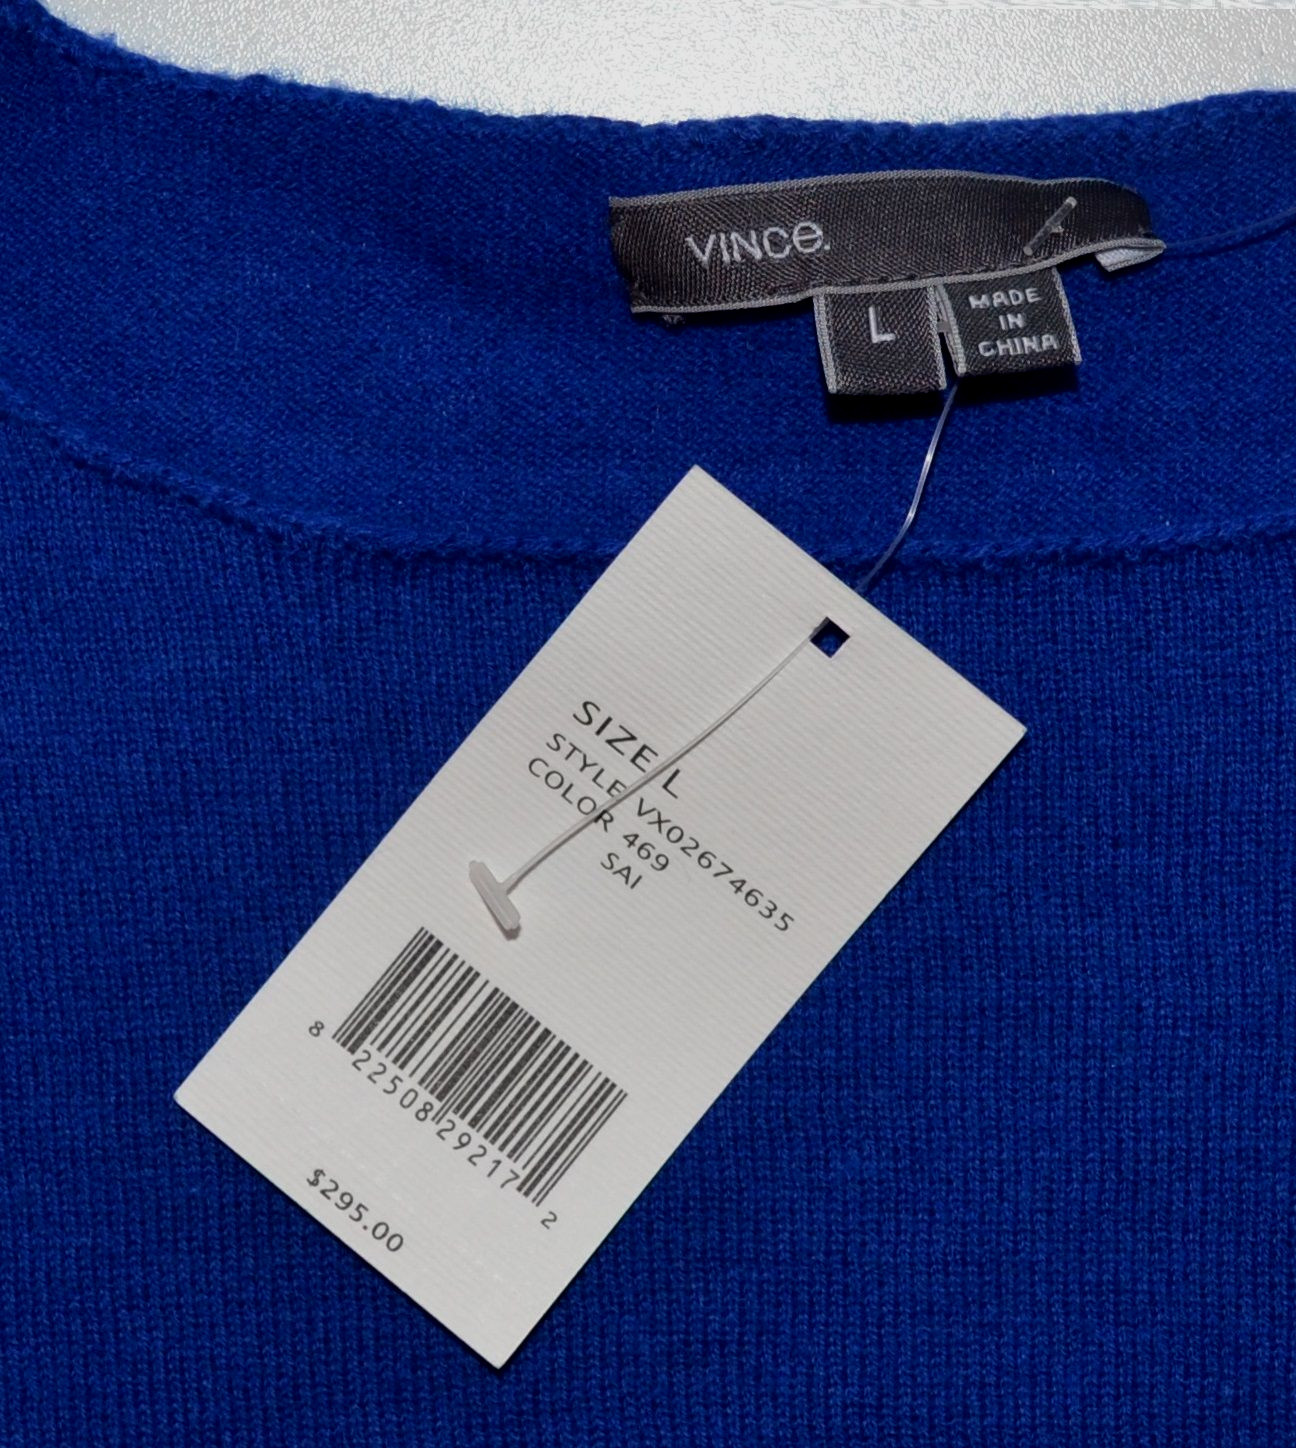 VINCE.
L
MADE
IN
CHINA
SIZE L
STYLE VX02674635
COLOR 469
SAI
8 22508 29217 2
$295.00